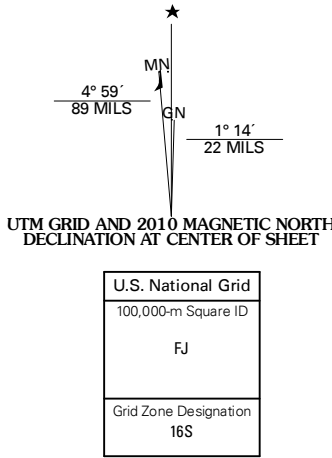 ★
MN
4° 59´
89 MILS
GN
1° 14´
22 MILS
UTM GRID AND 2010 MAGNETIC NORTH
DECLINATION AT CENTER OF SHEET
U.S. National Grid
100,000-m Square ID
FJ
Grid Zone Designation
16S